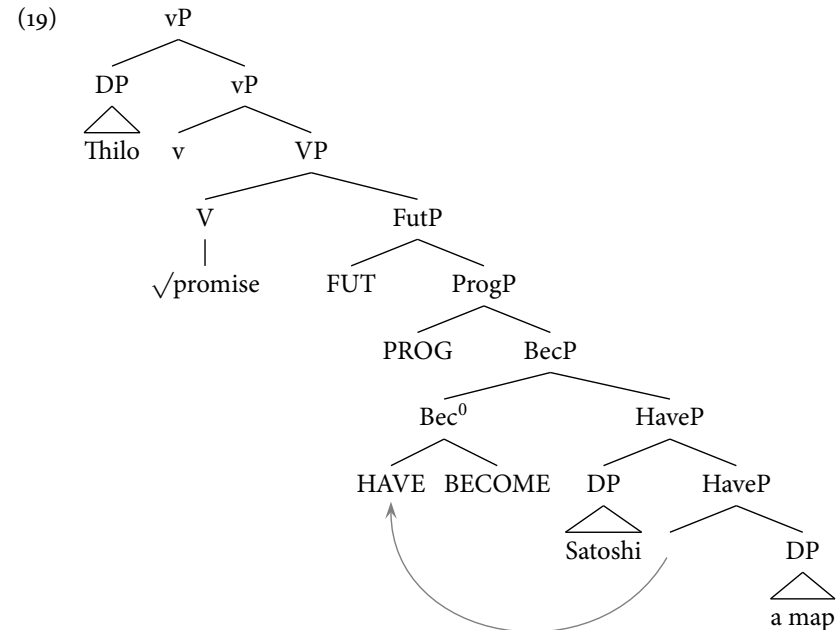 (19) vP
DP vP
Thilo v VP
V FutP
√promise FUT ProgP
PROG BecP
Bec⁰ HaveP
HAVE BECOME DP HaveP
Satoshi DP
a map